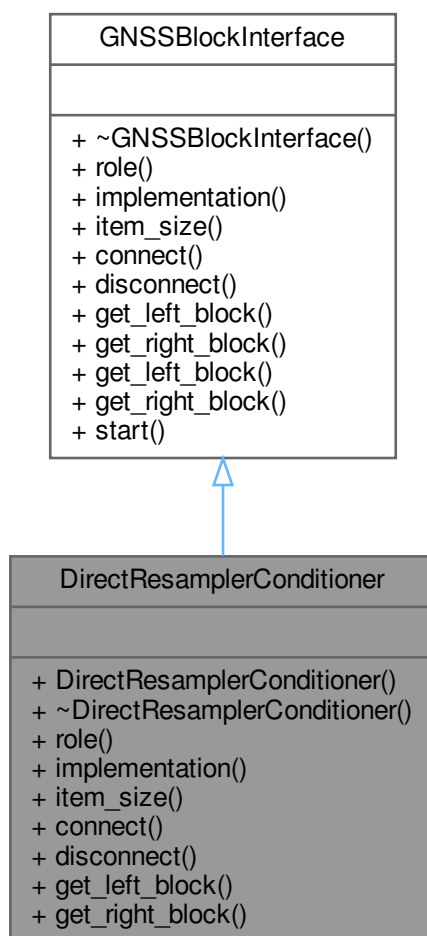 GNSSBlockInterface
+ ~GNSSBlockInterface()
+ role()
+ implementation()
+ item_size()
+ connect()
+ disconnect()
+ get_left_block()
+ get_right_block()
+ get_left_block()
+ get_right_block()
+ start()
DirectResamplerConditioner
+ DirectResamplerConditioner()
+ ~DirectResamplerConditioner()
+ role()
+ implementation()
+ item_size()
+ connect()
+ disconnect()
+ get_left_block()
+ get_right_block()